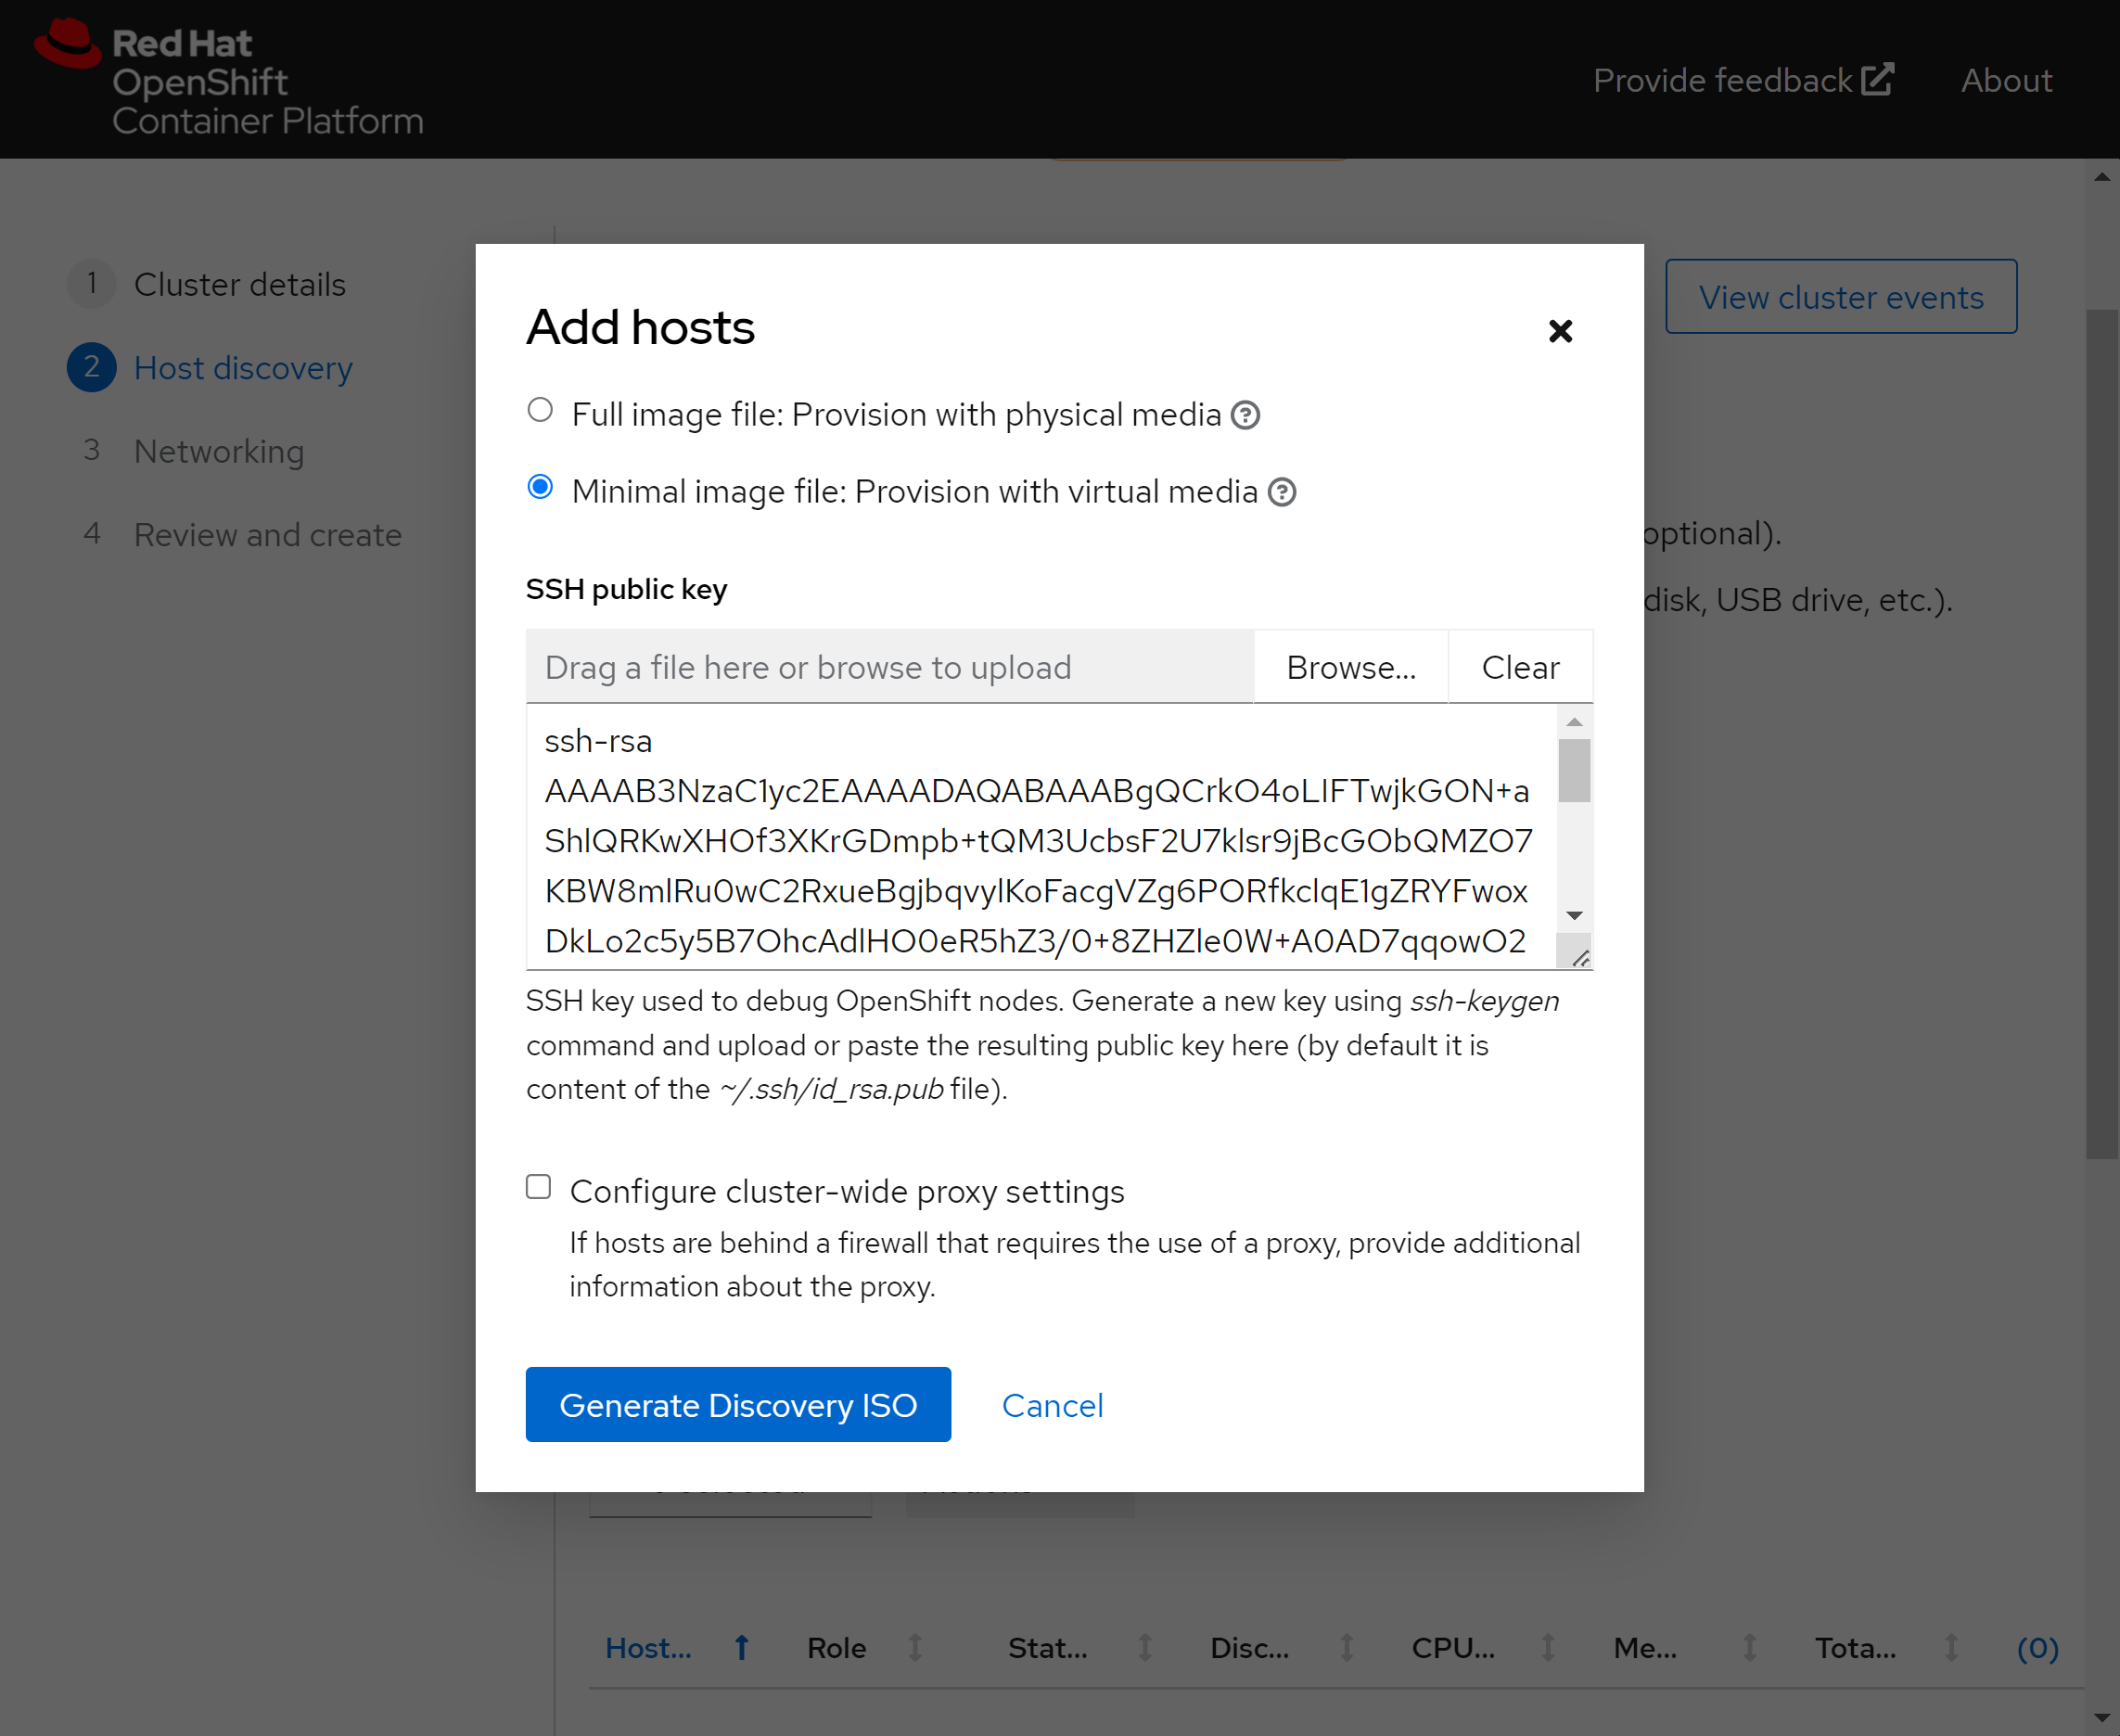 Red Hat
OpenShift
Container Platform
Provide feedback
About
1 Cluster details
2 Host discovery
3 Networking
4 Review and create
View cluster events
optional).
disk, USB drive, etc.).
Add hosts
Full image file: Provision with physical media
Minimal image file: Provision with virtual media
SSH public key
Drag a file here or browse to upload
Browse...
Clear
ssh-rsa
AAAAB3NzaC1yc2EAAAADAQABAAABgQCrkO4oLIFTwjkGON+a
ShlQRKwXHOf3XKrGDmpb+tQM3UcbsF2U7klsr9jBcGObQMZO7
KBW8mlRu0wC2RxueBgjbqvylKoFacgVZg6PORfkclqE1gZRYFwox
DkLo2c5y5B7OhcAdlHO0eR5hZ3/0+8ZHZle0W+A0AD7qqowO2
SSH key used to debug OpenShift nodes. Generate a new key using ssh-keygen
command and upload or paste the resulting public key here (by default it is
content of the ~/.ssh/id_rsa.pub file).
Configure cluster-wide proxy settings
If hosts are behind a firewall that requires the use of a proxy, provide additional
information about the proxy.
Generate Discovery ISO
Cancel
Host...
Role
Stat...
Disc...
CPU...
Me...
Tota...
(0)